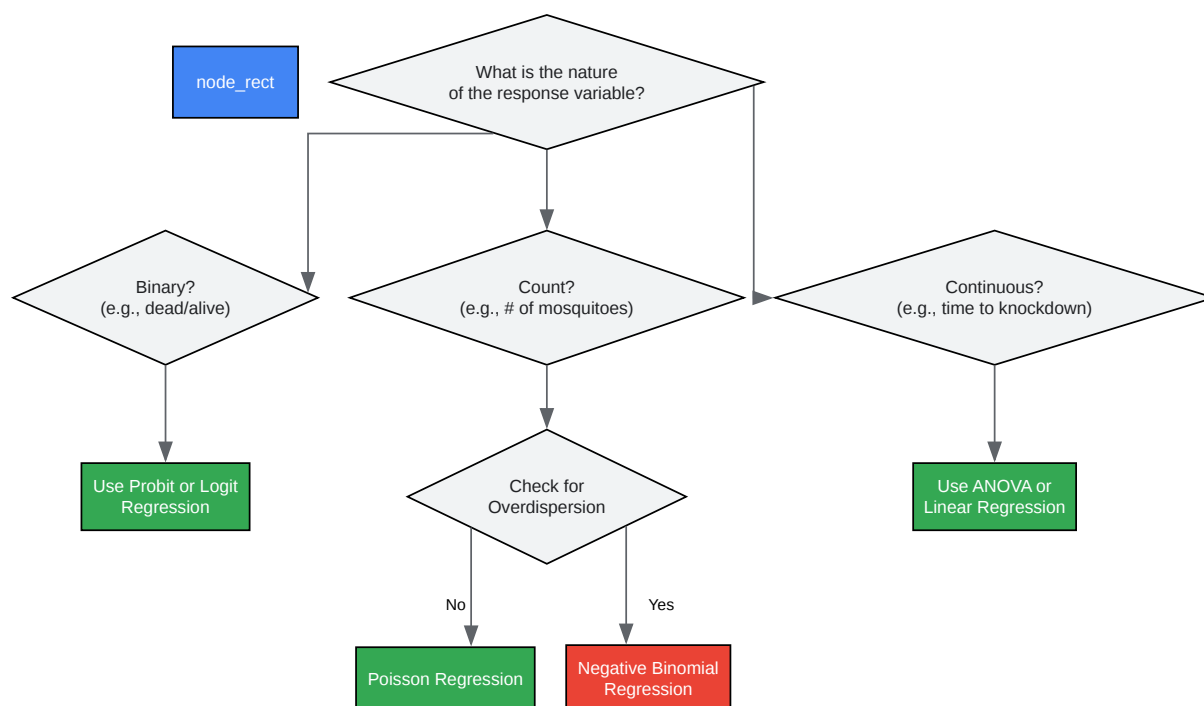 node_rect
What is the nature
of the response variable?
Binary?
(e.g., dead/alive)
Count?
(e.g., # of mosquitoes)
Continuous?
(e.g., time to knockdown)
Use Probit or Logit
Regression
Check for
Overdispersion
Use ANOVA or
Linear Regression
No
Yes
Poisson Regression
Negative Binomial
Regression